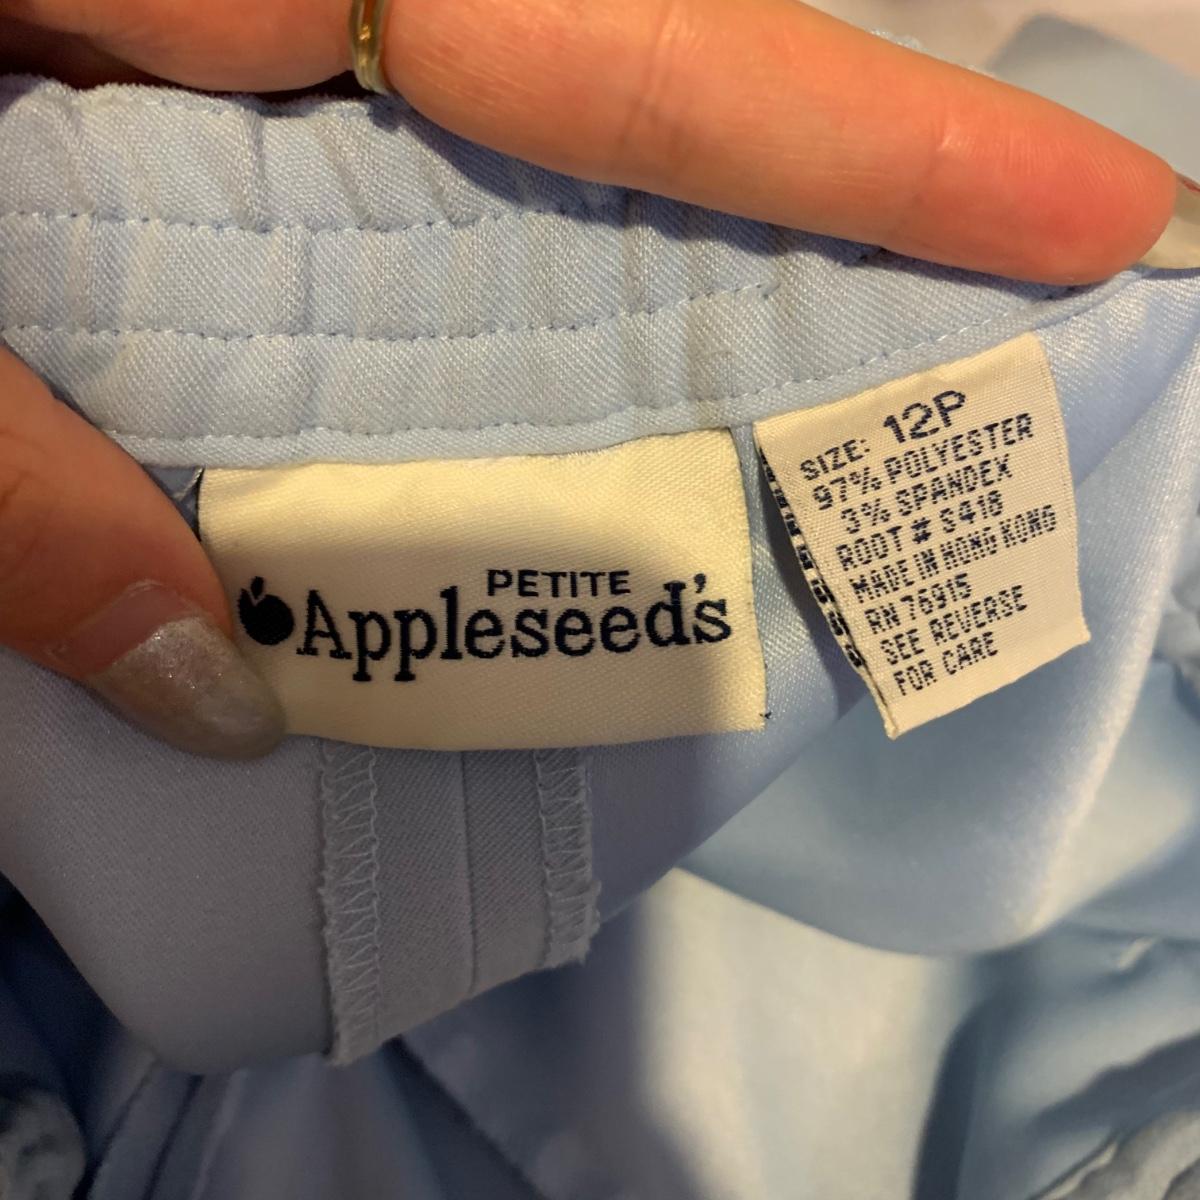 PETITE
Appleseed's
SIZE: 12P
97% POLYESTER
3% SPANDEX
ROOT # S418
MADE IN HONG KONG
RN 76915
SEE REVERSE
FOR CARE